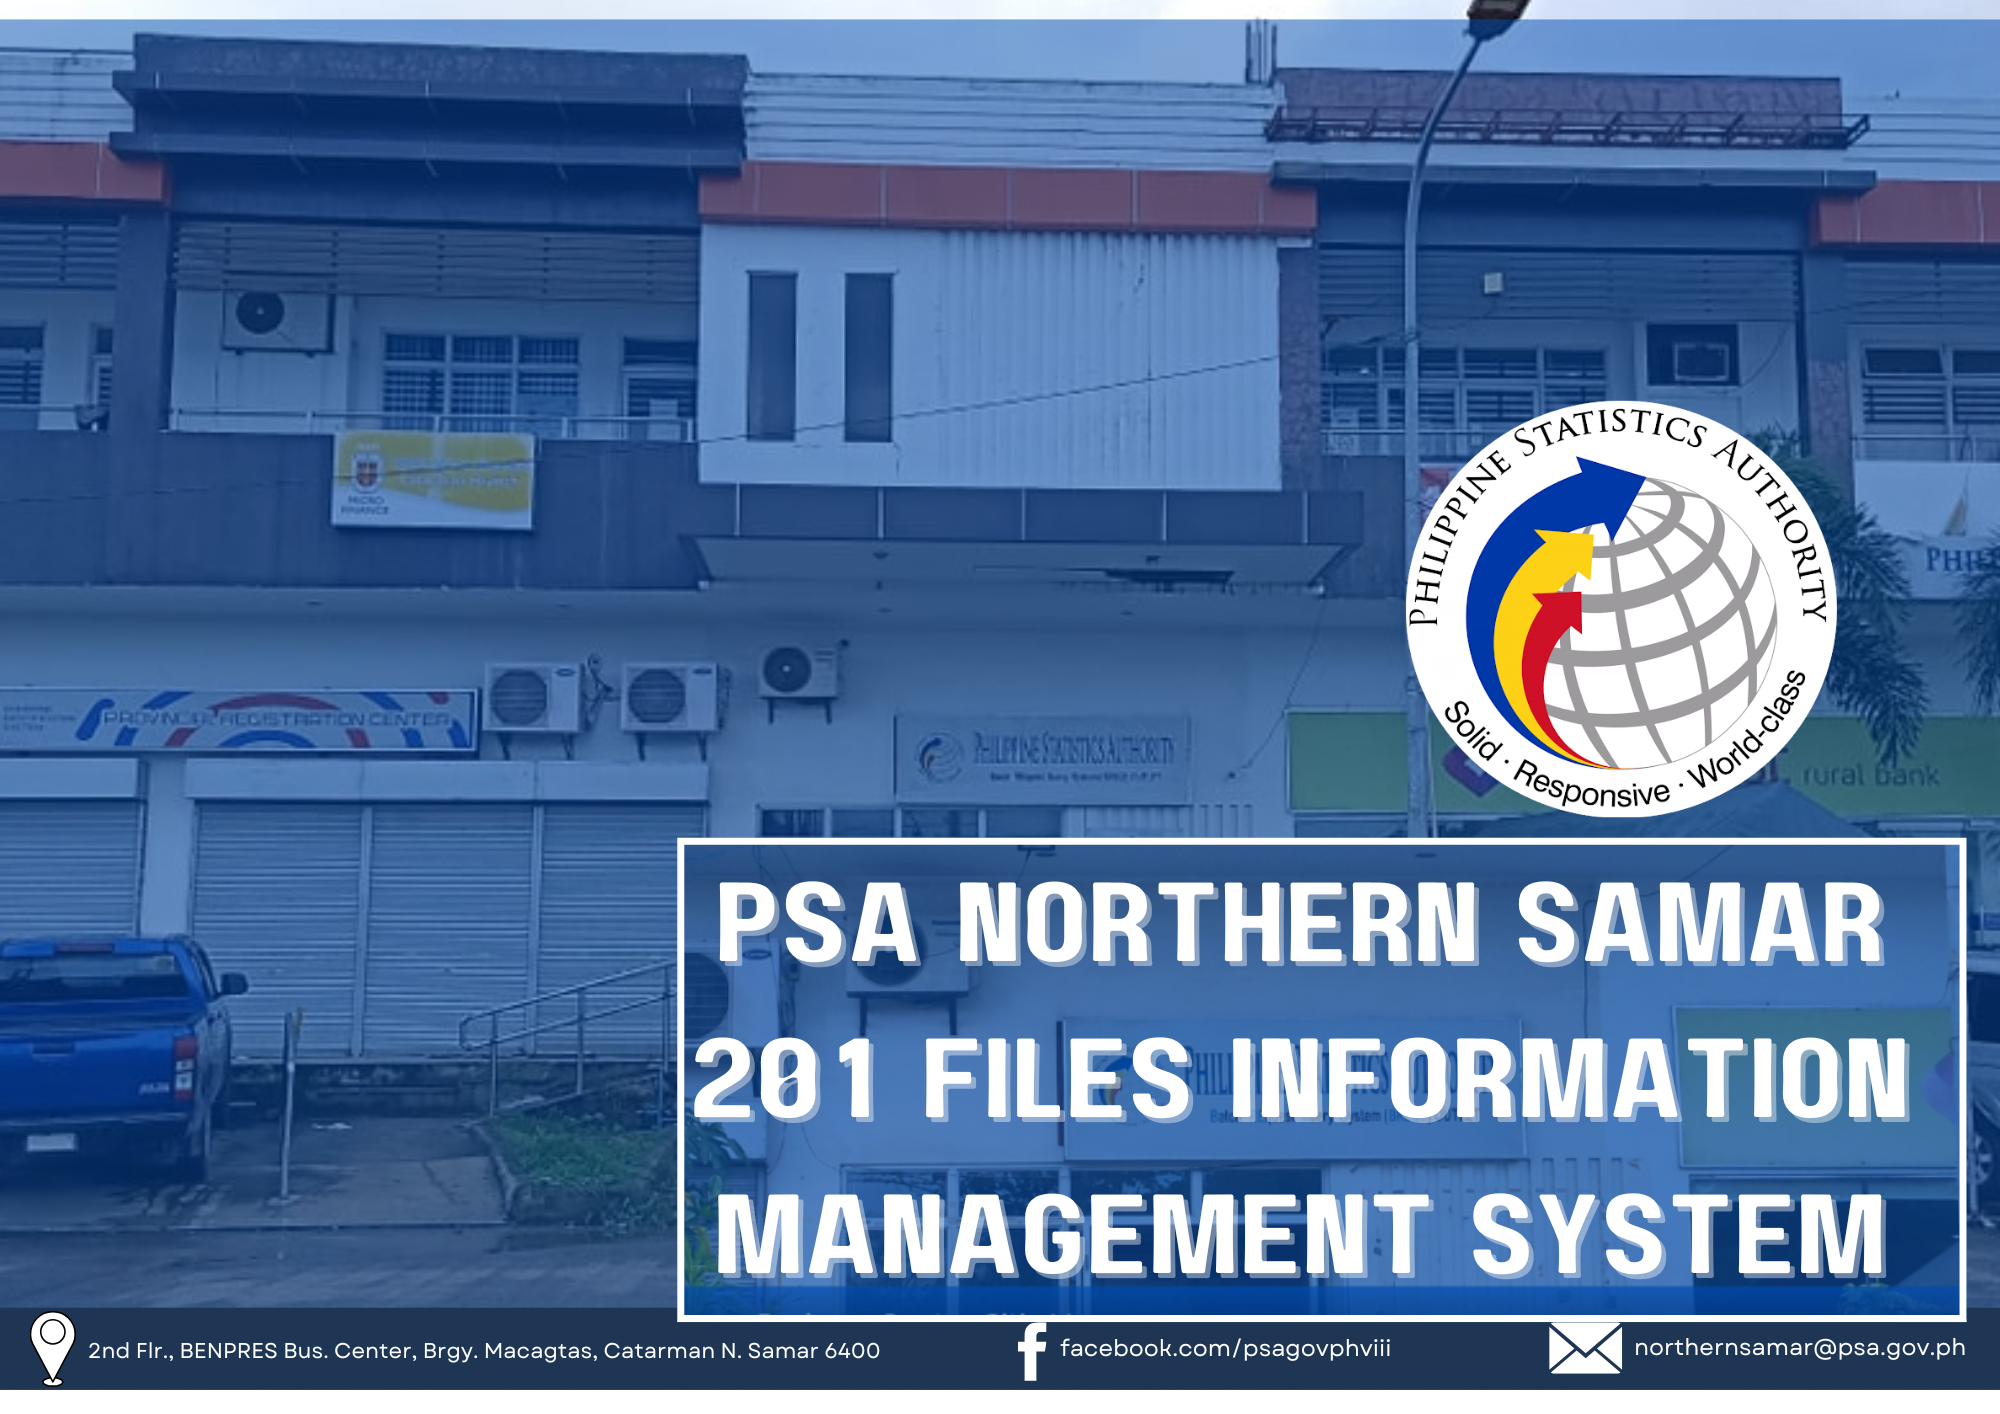 MICRO
FINANCE
PHILIPPINE STATISTICS AUTHORITY
Solid · Responsive · World-class
PROVINCIAL REGISTRATION CENTER
PHILIPPINE STATISTICS AUTHORITY
rural bank
PSA NORTHERN SAMAR
201 FILES INFORMATION
MANAGEMENT SYSTEM
2nd Flr., BENPRES Bus. Center, Brgy. Macagtas, Catarman N. Samar 6400
facebook.com/psagovphviii
northernsamar@psa.gov.ph